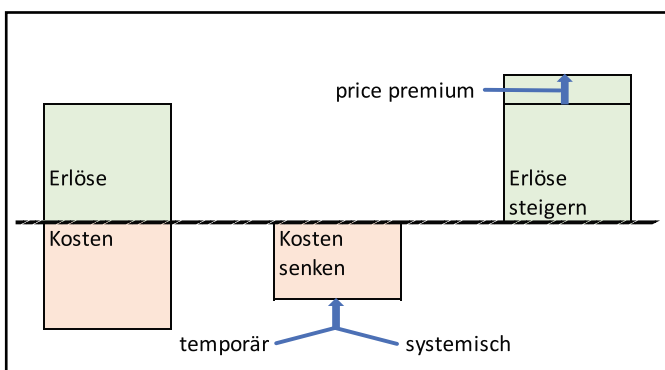 price premium
Erlöse
Erlöse
steigern
Kosten
Kosten
senken
temporär
systemisch